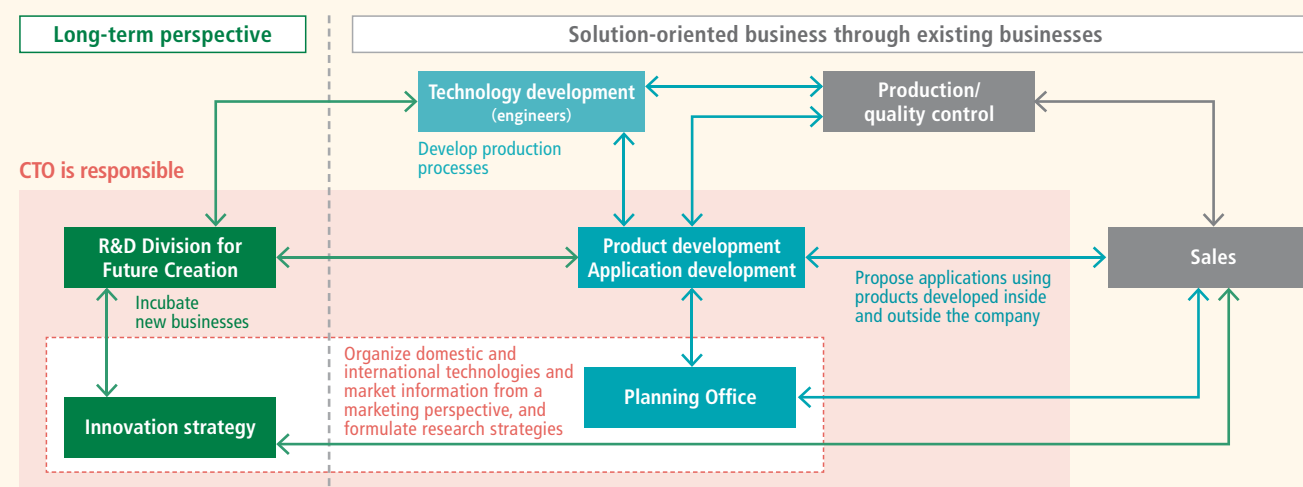 Long-term perspective
Solution-oriented business through existing businesses
Technology development
(engineers)
Production/
quality control
Develop production
processes
CTO is responsible
R&D Division for
Future Creation
Product development
Application development
Sales
Incubate
new businesses
Propose applications using
products developed inside
and outside the company
Organize domestic and
international technologies and
market information from a
marketing perspective, and
formulate research strategies
Planning Office
Innovation strategy